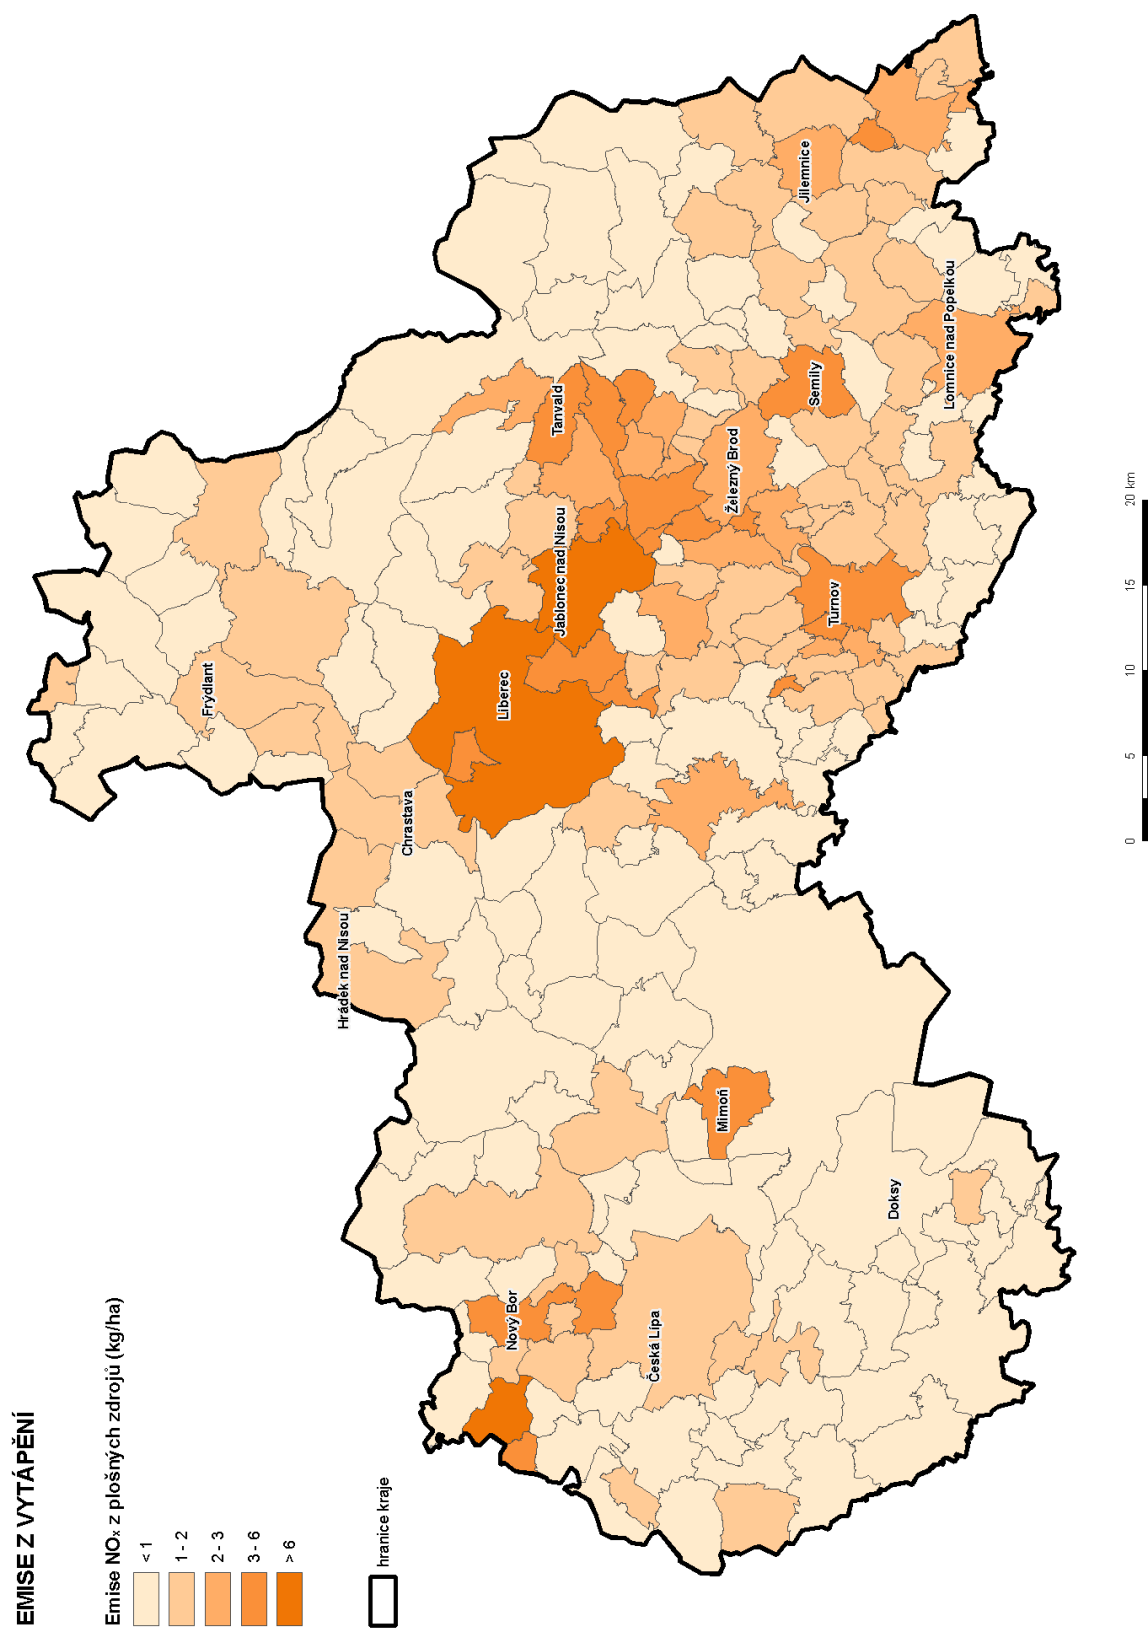 EMISE Z VYTÁPĚNÍ
Emise NOx z plošných zdrojů (kg/ha)
< 1
1 - 2
2 - 3
3 - 6
> 6
hranice kraje
Frýdlant
Hrádek nad Nisou
Chrastava
Liberec
Jablonec nad Nisou
Tanvald
Nový Bor
Česká Lípa
Mimoň
Železný Brod
Semily
Jilemnice
Turnov
Doksy
Lomnice nad Popelkou
0 5 10 15 20 km